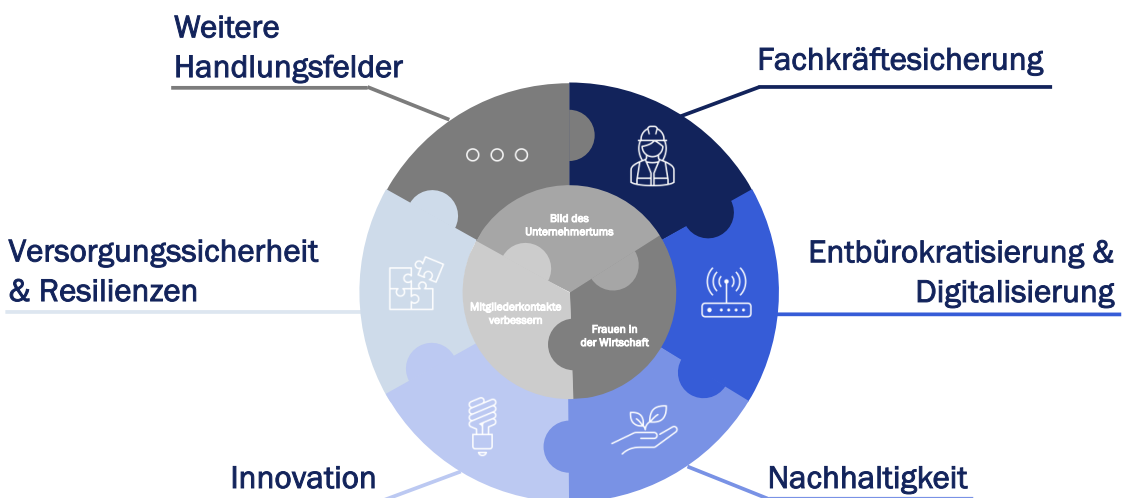 Weitere
Handlungsfelder
Fachkräftesicherung
Bild des
Unternehmertums
Versorgungssicherheit
& Resilienzen
Entbürokratisierung &
Digitalisierung
Mitgliederkontakte
verbessern
Frauen in
der Wirtschaft
Innovation
Nachhaltigkeit